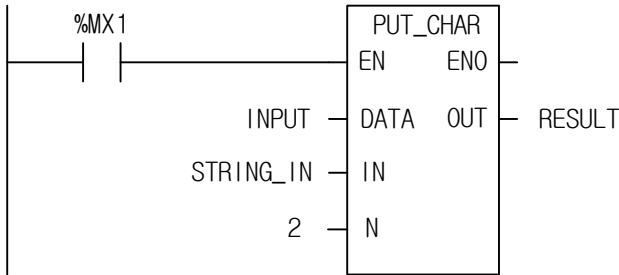 %MX1 PUT_CHAR
EN ENO
INPUT DATA OUT RESULT
STRING_IN IN
2 N